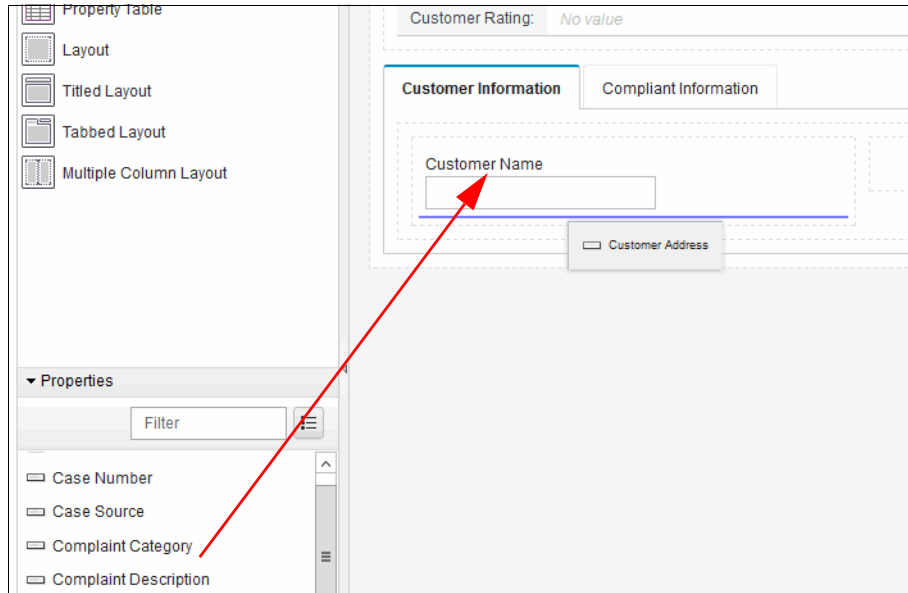 Property Table
Layout
Titled Layout
Tabbed Layout
Multiple Column Layout
Properties
Filter
Case Number
Case Source
Complaint Category
Complaint Description
Customer Rating: No value
Customer Information Compliant Information
Customer Name
Customer Address